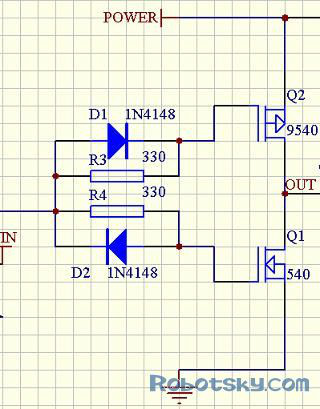 POWER
Q2
D1 1N4148
9540
R3 330
R4 330
OUT
IN
Q1
D2 1N4148
540
Robotsky.com